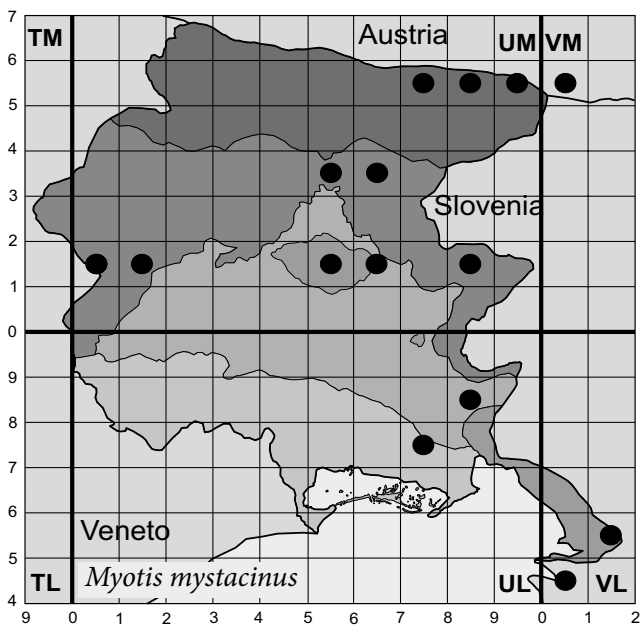 7
TM
Austria
UM VM
6
5
4
3
Slovenia
2
1
0
9
8
7
6
Veneto
5
TL
Myotis mystacinus
UL
VL
4
9 0 1 2 3 4 5 6 7 8 9 0 1 2